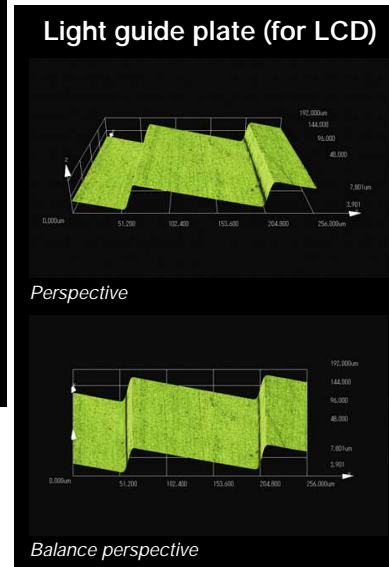 Light guide plate (for LCD)
192.000um
144.000
96.000
48.000
7.801um
3.901
0.000um
51.200
102.400
153.600
204.800
256.000um
Perspective
192.000um
144.000
96.000
48.000
7.801um
3.901
0.000um
51.200
102.400
153.600
204.800
256.000um
Balance perspective